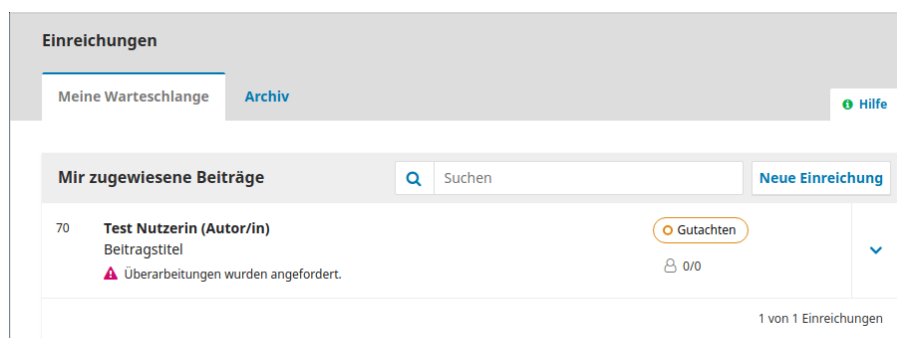 Einreichungen
Meine Warteschlange Archiv
Hilfe
Mir zugewiesene Beiträge Suchen Neue Einreichung
70 Test Nutzerin (Autor/in) Gutachten
Beitragstitel
Überarbeitungen wurden angefordert. 0/0
1 von 1 Einreichungen